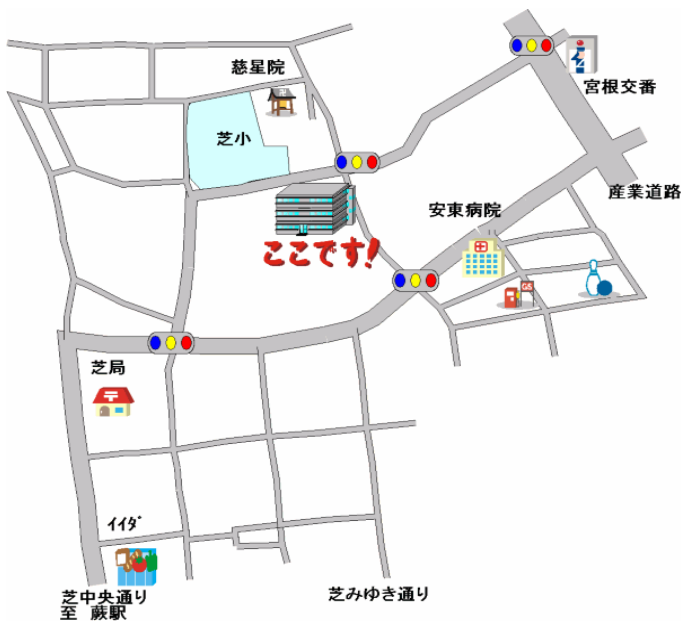 慈星院
宮根交番
芝小
産業道路
安東病院
ここです!
GS
芝局
〒
ｲｲﾀﾞ
芝中央通り
至 蕨駅
芝みゆき通り